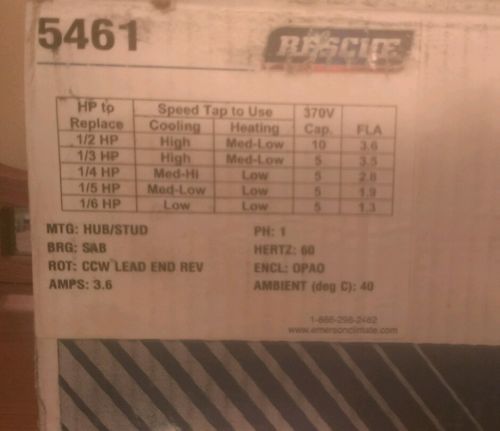 5461
RESCUE
HP to Replace Speed Tap to Use 370V Cap. FLA
Cooling Heating
1/2 HP High Med-Low 10 3.6
1/3 HP High Med-Low 5 3.5
1/4 HP Med-Hi Low 5 2.8
1/5 HP Med-Low Low 5 1.9
1/6 HP Low Low 5 1.3
MTG: HUB/STUD PH: 1
BRG: SAB HERTZ: 60
ROT: CCW LEAD END REV ENCL: OPAO
AMPS: 3.6 AMBIENT (deg C): 40
1-866-298-2462
www.emersonclimate.com